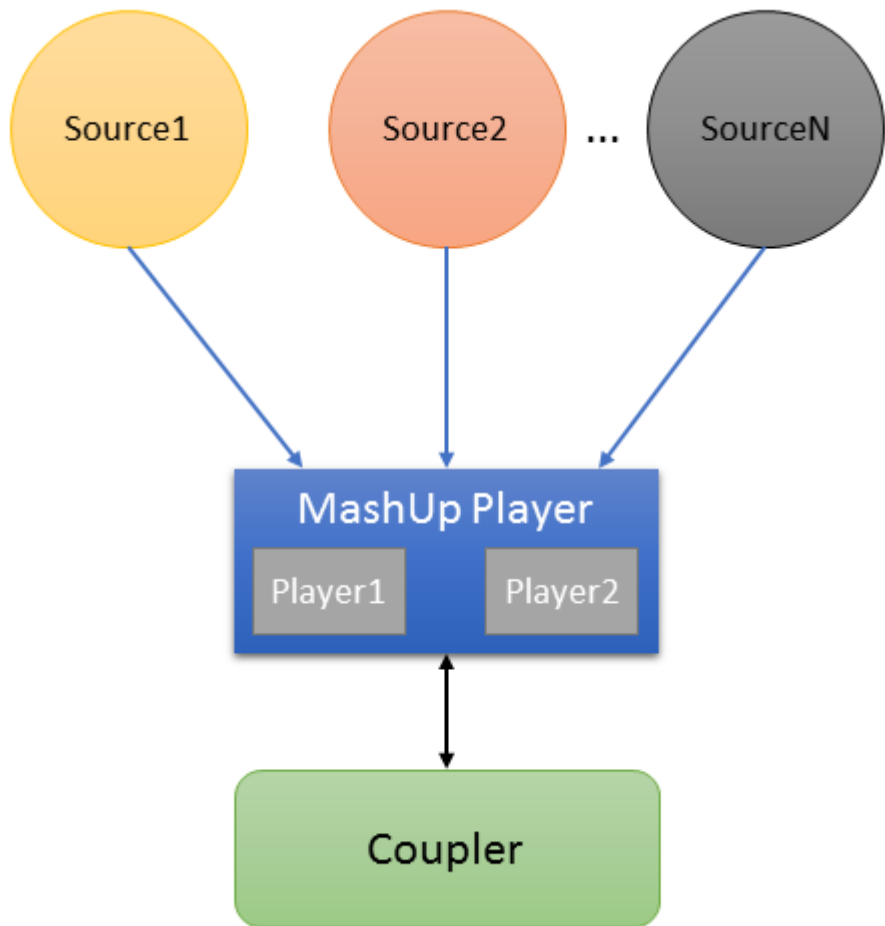 Source1
Source2
...
SourceN
MashUp Player
Player1
Player2
Coupler